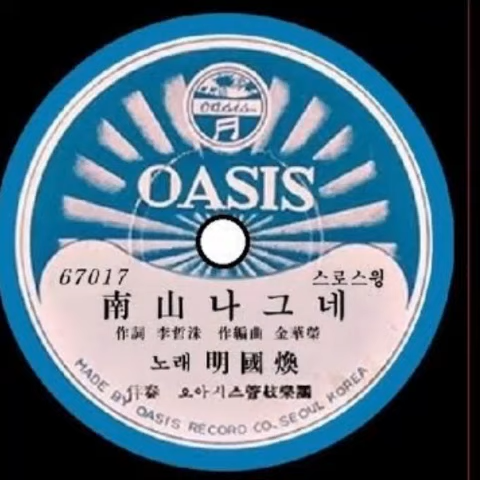 oasis
OASIS
67017 스로스윙
南山나그네
作詞 李哲洙 作編曲 金華榮
노래 明國煥
伴奏 오아시스管絃樂團
MADE BY OASIS RECORD CO. SEOUL KOREA